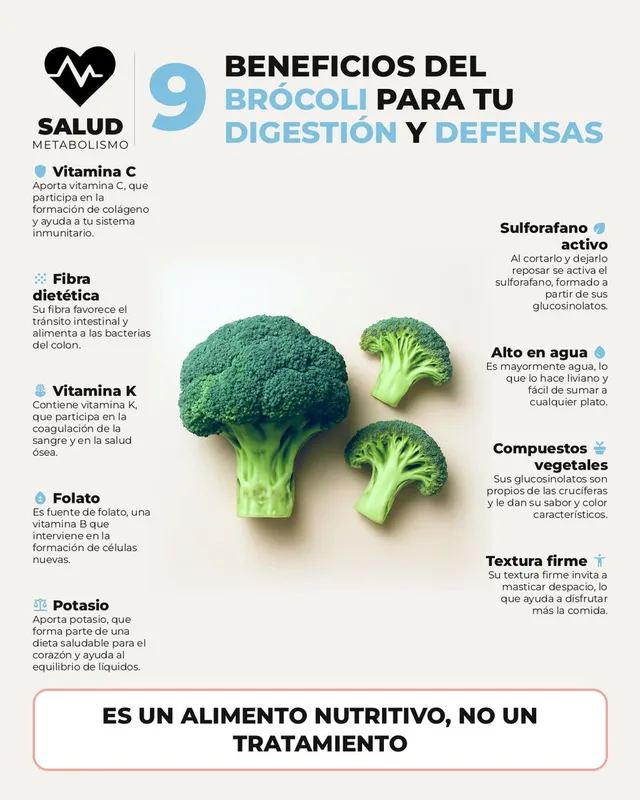 SALUD
METABOLISMO
9
BENEFICIOS DEL
BRÓCOLI PARA TU
DIGESTIÓN Y DEFENSAS
Vitamina C
Aporta vitamina C, que
participa en la
formación de colágeno
y ayuda a tu sistema
inmunitario.
Fibra
dietética
Su fibra favorece el
tránsito intestinal y
alimenta a las bacterias
del colon.
Vitamina K
Contiene vitamina K,
que participa en la
coagulación de la
sangre y en la salud
ósea.
Folato
Es fuente de folato, una
vitamina B que
interviene en la
formación de células
nuevas.
Potasio
Aporta potasio, que
forma parte de una
dieta saludable para el
corazón y ayuda al
equilibrio de líquidos.
Sulforafano
activo
Al cortarlo y dejarlo
reposar se activa el
sulforafano, formado a
partir de sus
glucosinolatos.
Alto en agua
Es mayormente agua, lo
que lo hace liviano y
fácil de sumar a
cualquier plato.
Compuestos
vegetales
Sus glucosinolatos son
propios de las crucíferas
y le dan su sabor y color
característicos.
Textura firme
Su textura firme invita a
masticar despacio, lo
que ayuda a disfrutar
más la comida.
ES UN ALIMENTO NUTRITIVO, NO UN
TRATAMIENTO